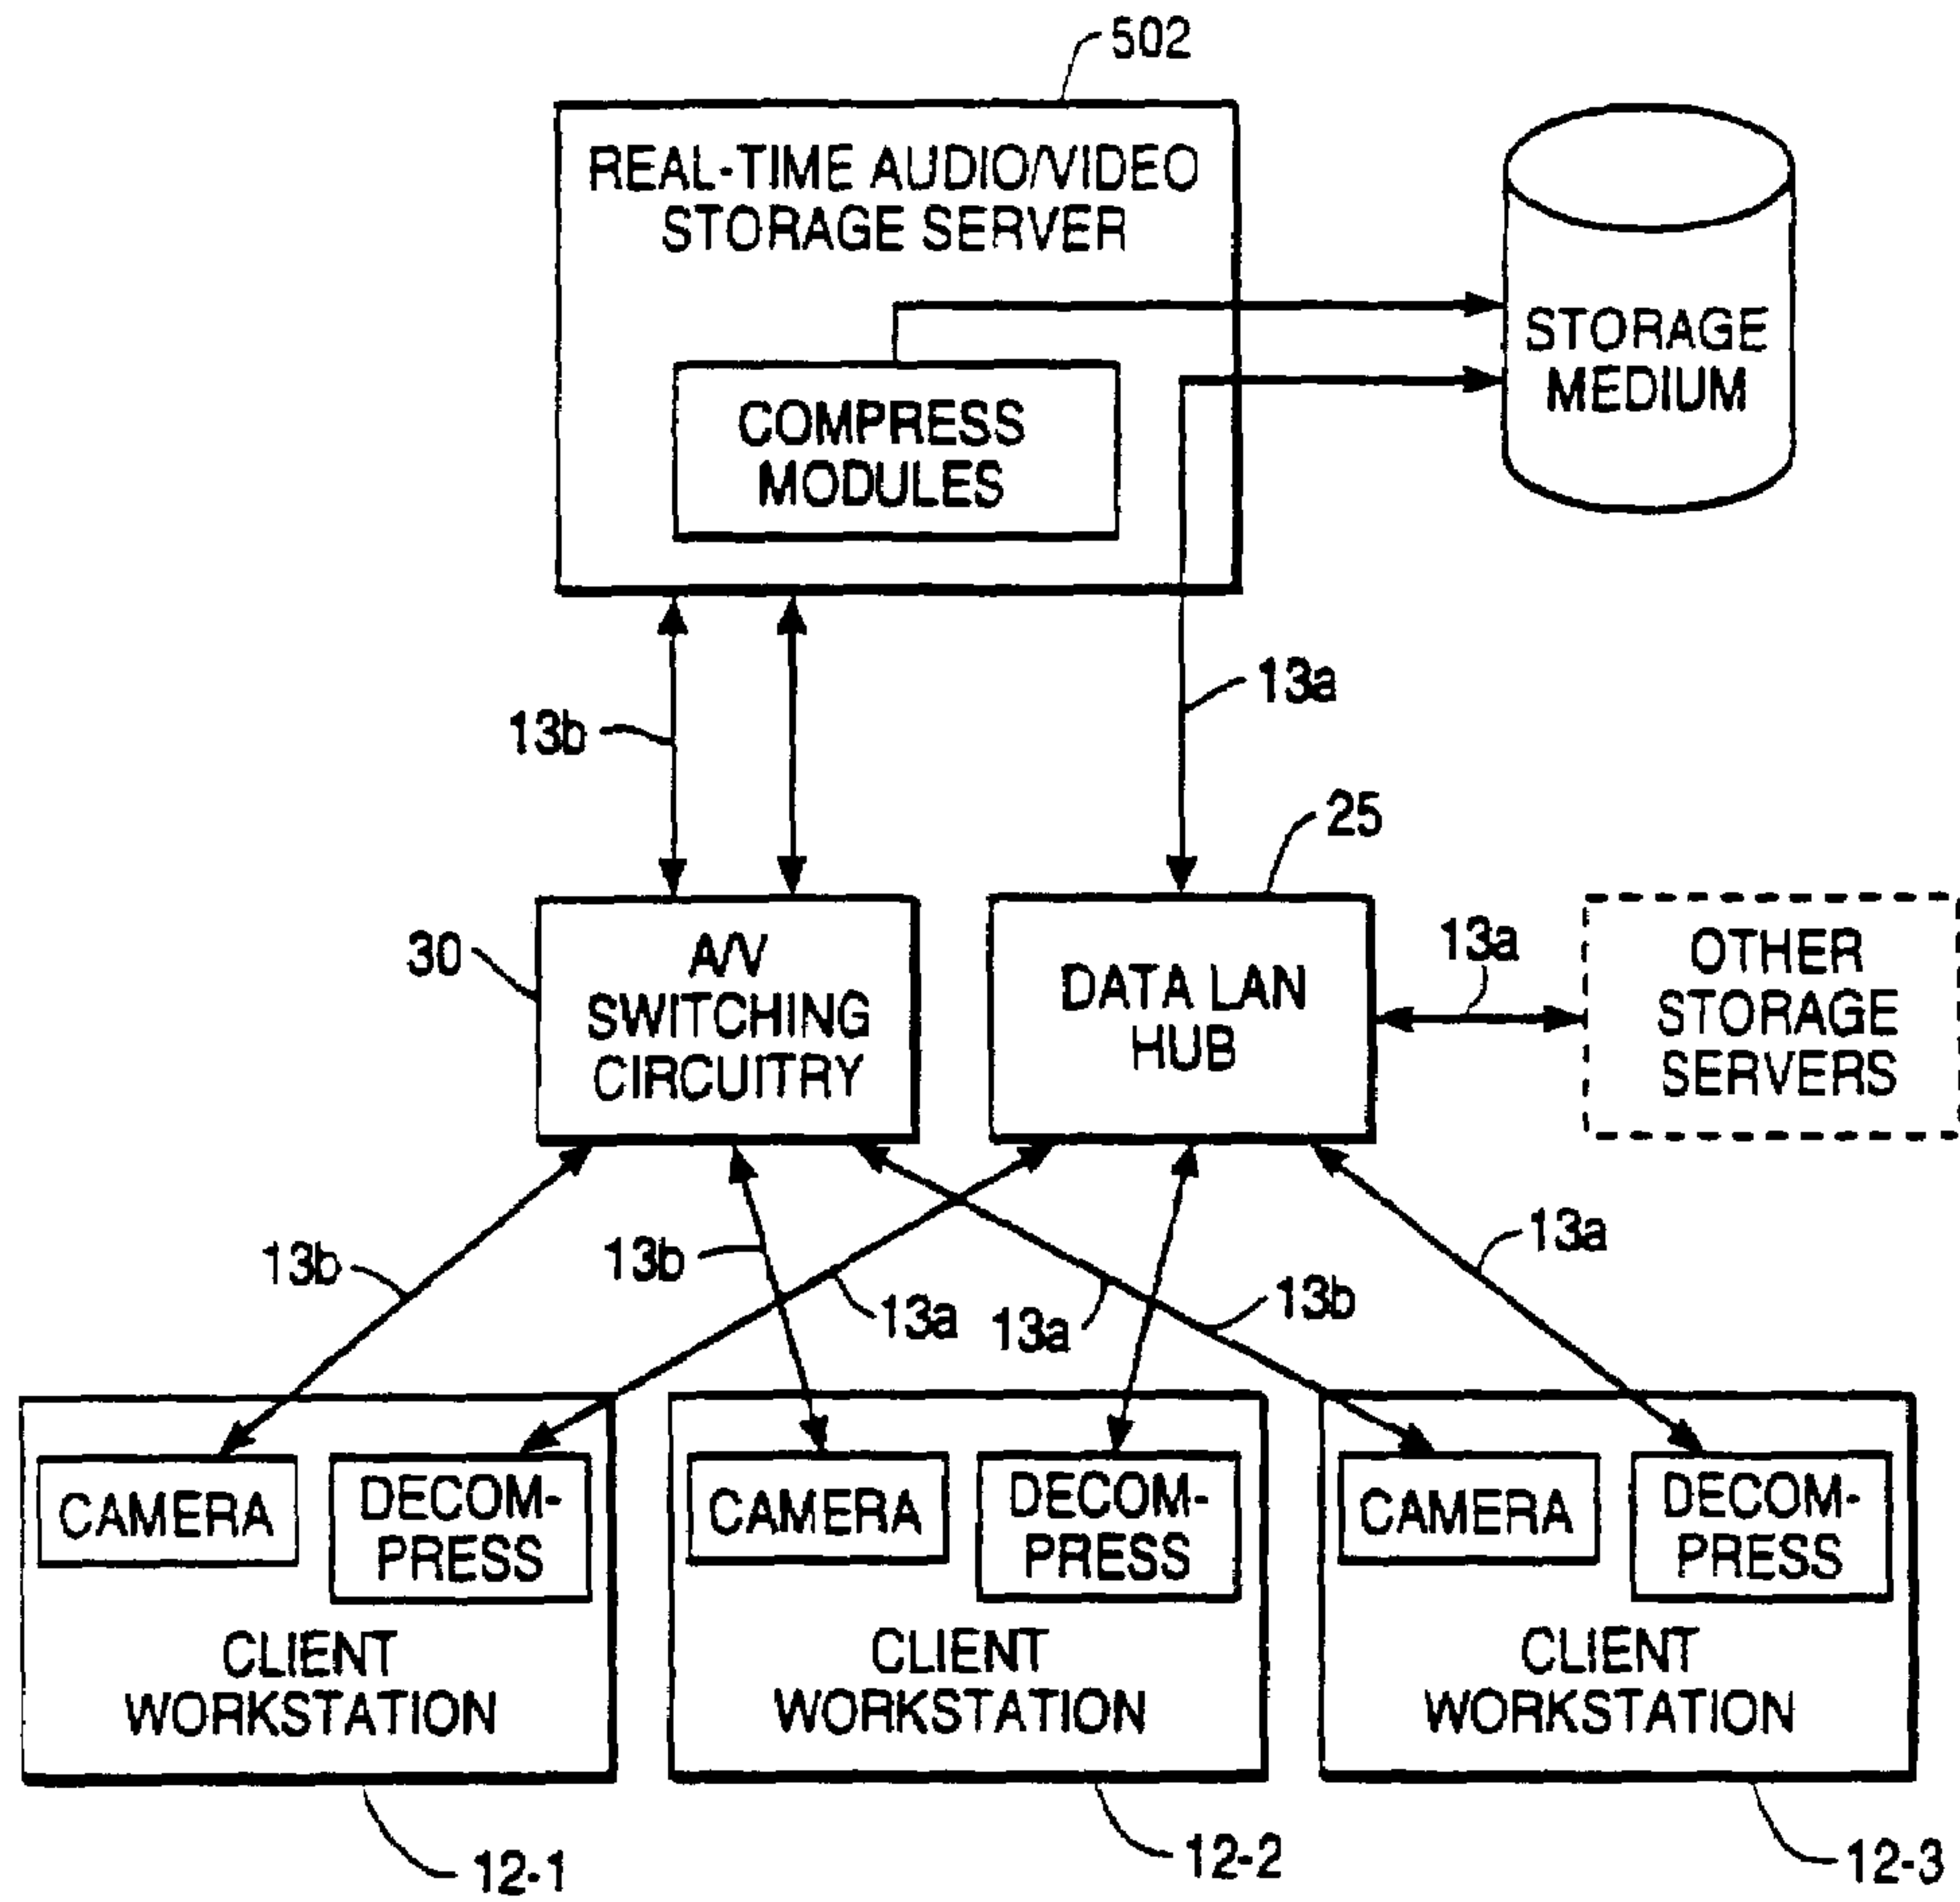 502
REAL-TIME AUDIO/VIDEO
STORAGE SERVER
STORAGE
MEDIUM
COMPRESS
MODULES
13b
13a
25
30
A/V
SWITCHING
CIRCUITRY
DATA LAN
HUB
13a
OTHER
STORAGE
SERVERS
13b
13b
13a
13a
13b
13a
CAMERA
DECOM-
PRESS
CLIENT
WORKSTATION
CAMERA
DECOM-
PRESS
CLIENT
WORKSTATION
CAMERA
DECOM-
PRESS
CLIENT
WORKSTATION
12-1
12-2
12-3